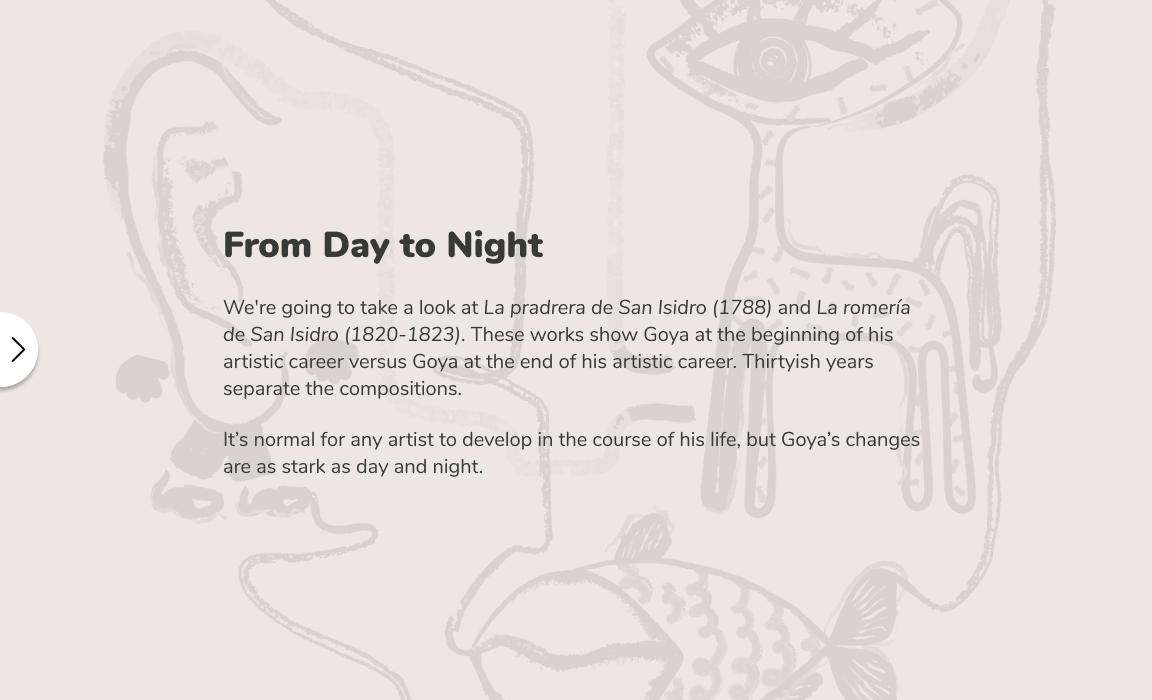 From Day to Night
We're going to take a look at La pradrera de San Isidro (1788) and La romería
de San Isidro (1820-1823). These works show Goya at the beginning of his
artistic career versus Goya at the end of his artistic career. Thirtyish years
separate the compositions.
It’s normal for any artist to develop in the course of his life, but Goya’s changes
are as stark as day and night.